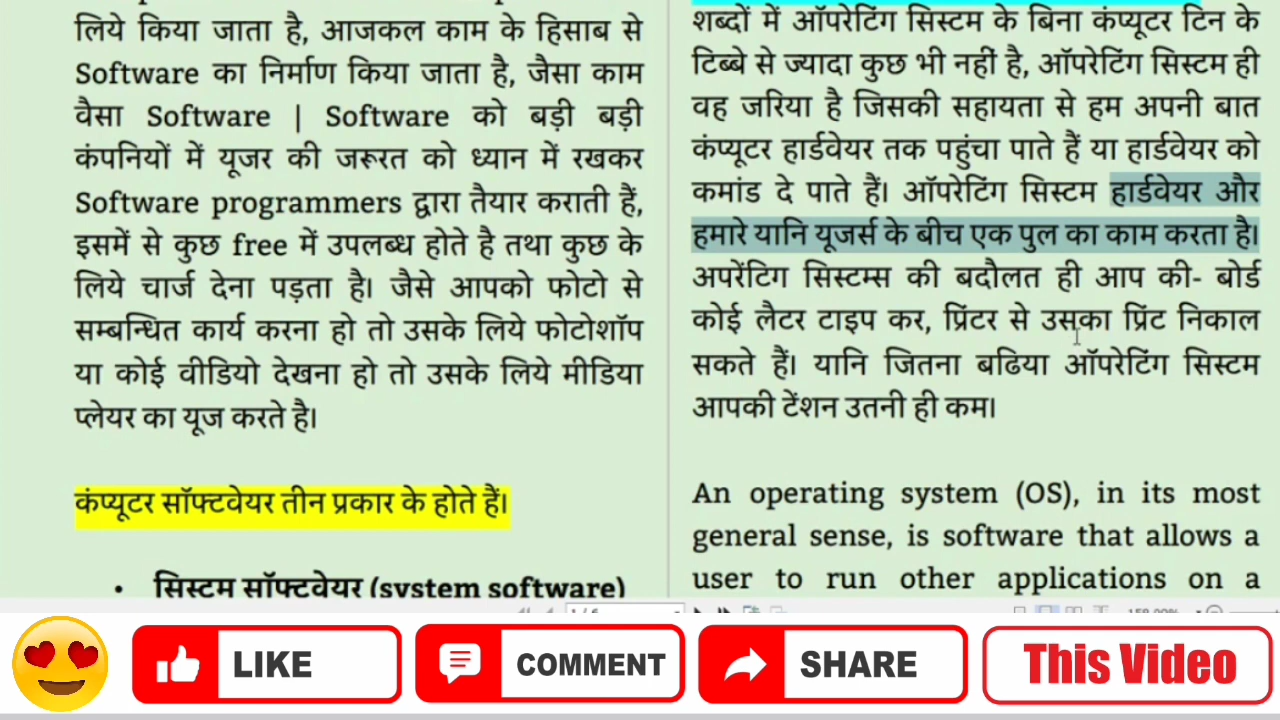 लिये किया जाता है, आजकल काम के हिसाब से
Software का निर्माण किया जाता है, जैसा काम
वैसा Software | Software को बड़ी बड़ी
कंपनियों में यूजर की जरूरत को ध्यान में रखकर
Software programmers द्वारा तैयार कराती हैं,
इसमें से कुछ free में उपलब्ध होते है तथा कुछ के
लिये चार्ज देना पड़ता है। जैसे आपको फोटो से
सम्बन्धित कार्य करना हो तो उसके लिये फोटोशॉप
या कोई वीडियो देखना हो तो उसके लिये मीडिया
प्लेयर का यूज करते है।
कंप्यूटर सॉफ्टवेयर तीन प्रकार के होते हैं।
• सिस्टम सॉफ्टवेयर (system software)
शब्दों में ऑपरेटिंग सिस्टम के बिना कंप्यूटर टिन के
टिब्बे से ज्यादा कुछ भी नहीं है, ऑपरेटिंग सिस्टम ही
वह जरिया है जिसकी सहायता से हम अपनी बात
कंप्यूटर हार्डवेयर तक पहुंचा पाते हैं या हार्डवेयर को
कमांड दे पाते हैं। ऑपरेटिंग सिस्टम हार्डवेयर और
हमारे यानि यूजर्स के बीच एक पुल का काम करता है।
अपरेंटिग सिस्टम्स की बदौलत ही आप की- बोर्ड
कोई लैटर टाइप कर, प्रिंटर से उसका प्रिंट निकाल
सकते हैं। यानि जितना बढिया ऑपरेटिंग सिस्टम
आपकी टेंशन उतनी ही कम।
An operating system (OS), in its most
general sense, is software that allows a
user to run other applications on a
LIKE
COMMENT
SHARE
This Video